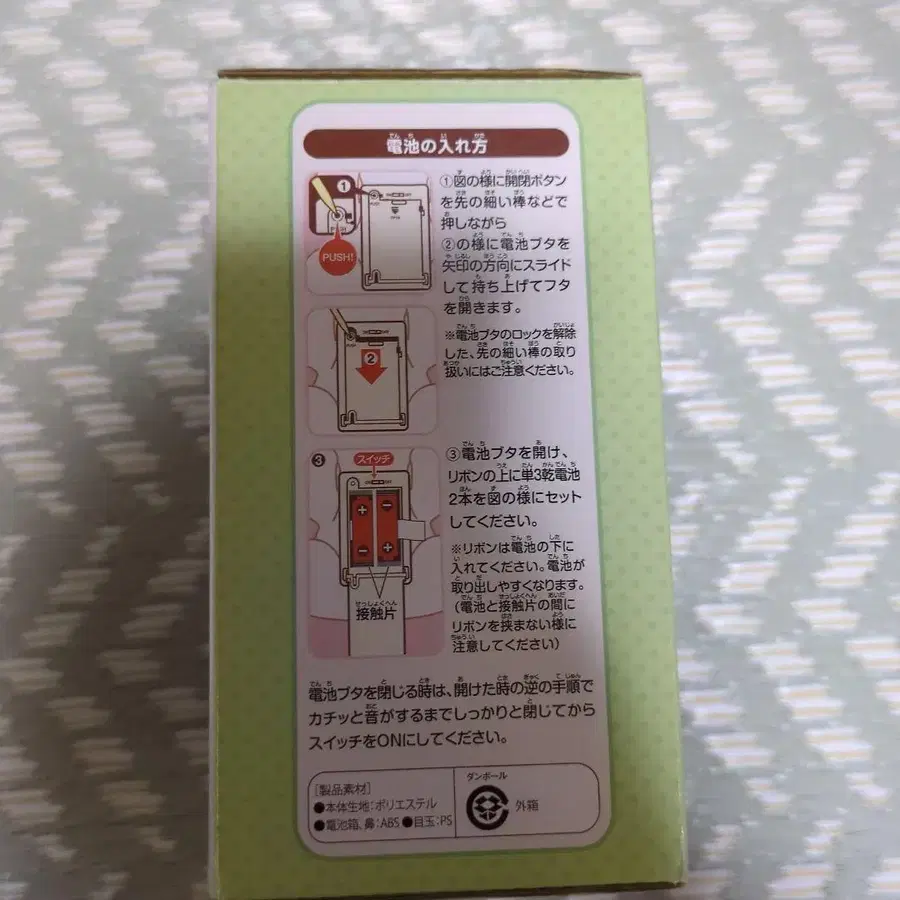 電池の入れ方
①
PUSH
PUSH!
①図の様に開閉ボタン
を先の細い棒などで
押しながら
②の様に電池ブタを
矢印の方向にスライド
して持ち上げてフタ
を開きます。
※電池ブタのロックを解除
した、先の細い棒の取り
扱いにはご注意ください。
②
③
スイッチ
接触片
③電池ブタを開け、
リボンの上に単3乾電池
2本を図の様にセット
してください。
※リボンは電池の下に
入れてください。電池が
取り出しやすくなります。
(電池と接触片の間に
リボンを挟まない様に
注意してください)
電池ブタを閉じる時は、開けた時の逆の手順で
カチッと音がするまでしっかりと閉じてから
スイッチをONにしてください。
[製品素材]
●本体生地:ポリエステル
●電池箱、鼻:ABS ●目玉:PS
ダンボール
外箱